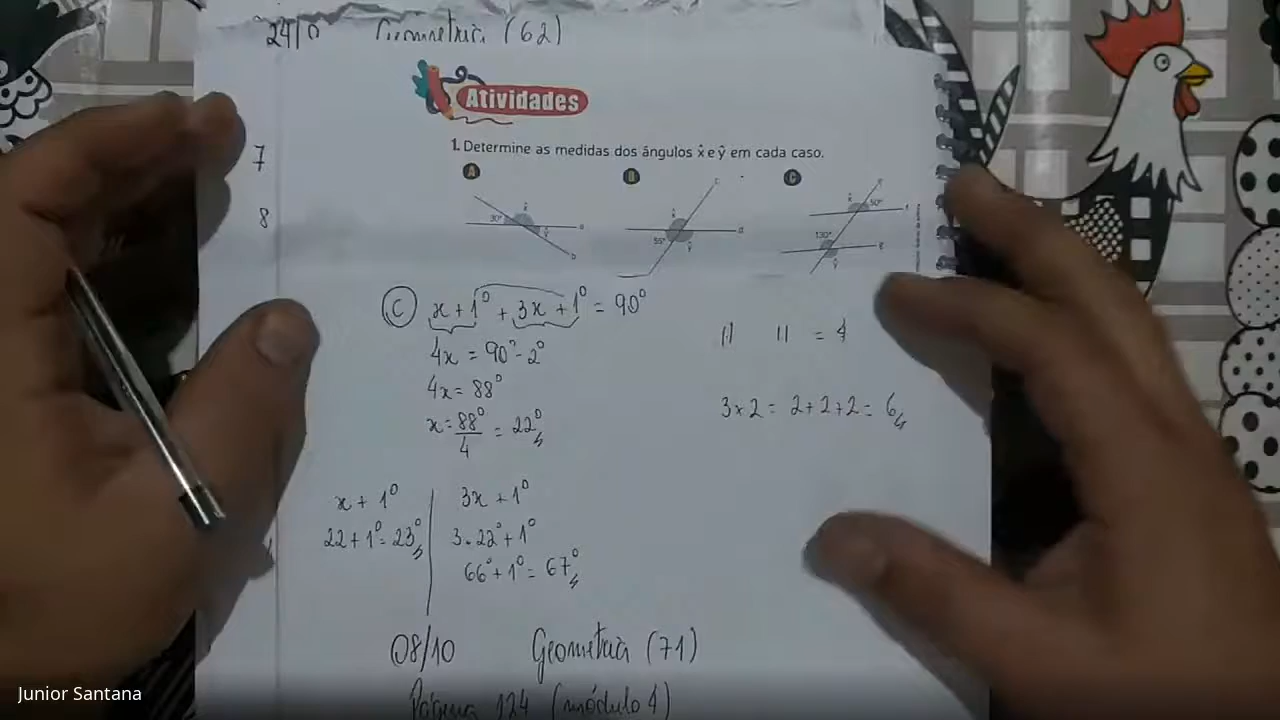 24/0 Geometria (62)
Atividades
7
1. Determine as medidas dos ângulos x̂ e ŷ em cada caso.
A B C
8
30° x̂ ŷ
55° x̂ ŷ d
x̂ 50° 130° ŷ
C x + 1° + 3x + 1° = 90°
4x = 90° - 2°
4x = 88°
x = 88°/4 = 22°
// // = 4
3 x 2 = 2 + 2 + 2 = 6
x + 1° 3x + 1°
22 + 1° = 23° 3 . 22° + 1°
66° + 1° = 67°
08/10 Geometria (71)
Página 124 (módulo 4)
Junior Santana